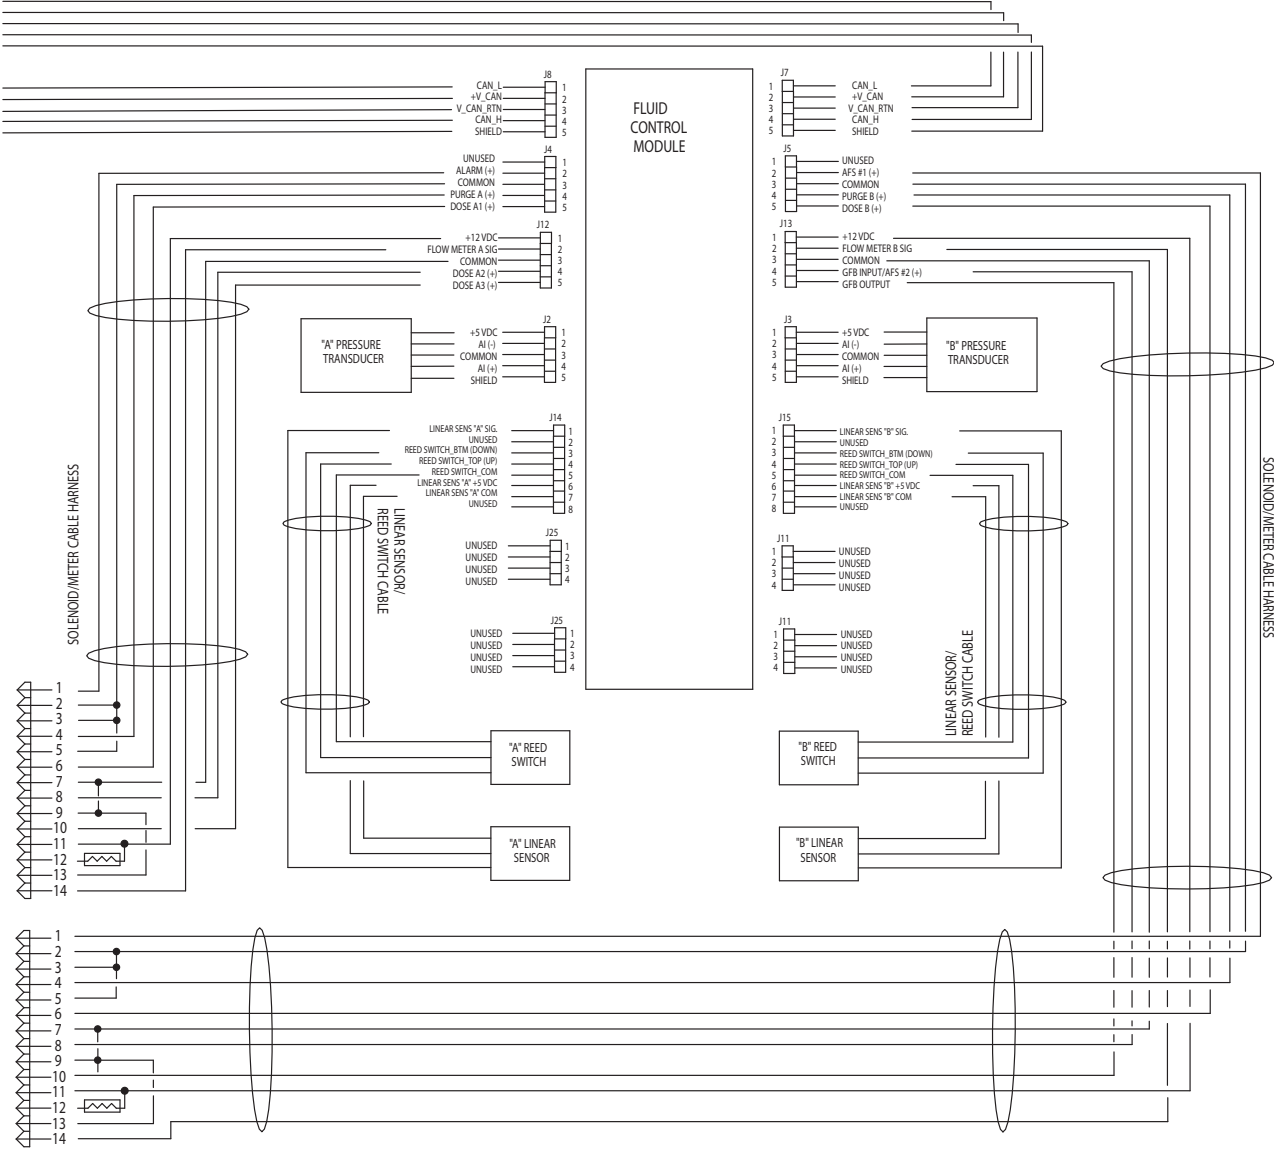 FLUID
CONTROL
MODULE
J8
CAN_L 1
+V_CAN 2
V_CAN_RTN 3
CAN_H 4
SHIELD 5
J4
UNUSED 1
ALARM (+) 2
COMMON 3
PURGE A (+) 4
DOSE A1 (+) 5
J12
+12 VDC 1
FLOW METER A SIG 2
COMMON 3
DOSE A2 (+) 4
DOSE A3 (+) 5
"A" PRESSURE
TRANSDUCER
J2
+5 VDC 1
AI (-) 2
COMMON 3
AI (+) 4
SHIELD 5
J14
LINEAR SENS "A" SIG. 1
UNUSED 2
REED SWITCH_BTM (DOWN) 3
REED SWITCH_TOP (UP) 4
REED SWITCH_COM 5
LINEAR SENS "A" +5 VDC 6
LINEAR SENS "A" COM 7
UNUSED 8
J25
UNUSED 1
UNUSED 2
UNUSED 3
UNUSED 4
J25
UNUSED 1
UNUSED 2
UNUSED 3
UNUSED 4
SOLENOID/METER CABLE HARNESS
LINEAR SENSOR/
REED SWITCH CABLE
"A" REED
SWITCH
"A" LINEAR
SENSOR
J7
1 CAN_L
2 +V_CAN
3 V_CAN_RTN
4 CAN_H
5 SHIELD
J5
1 UNUSED
2 AFS #1 (+)
3 COMMON
4 PURGE B (+)
5 DOSE B (+)
J13
1 +12 VDC
2 FLOW METER B SIG
3 COMMON
4 GFB INPUT/AFS #2 (+)
5 GFB OUTPUT
J3
1 +5 VDC
2 AI (-)
3 COMMON
4 AI (+)
5 SHIELD
"B" PRESSURE
TRANSDUCER
J15
1 LINEAR SENS "B" SIG.
2 UNUSED
3 REED SWITCH_BTM (DOWN)
4 REED SWITCH_TOP (UP)
5 REED SWITCH_COM
6 LINEAR SENS "B" +5 VDC
7 LINEAR SENS "B" COM
8 UNUSED
J11
1 UNUSED
2 UNUSED
3 UNUSED
4 UNUSED
J11
1 UNUSED
2 UNUSED
3 UNUSED
4 UNUSED
LINEAR SENSOR/
REED SWITCH CABLE
SOLENOID/METER CABLE HARNESS
"B" REED
SWITCH
"B" LINEAR
SENSOR
1
2
3
4
5
6
7
8
9
10
11
12
13
14
1
2
3
4
5
6
7
8
9
10
11
12
13
14